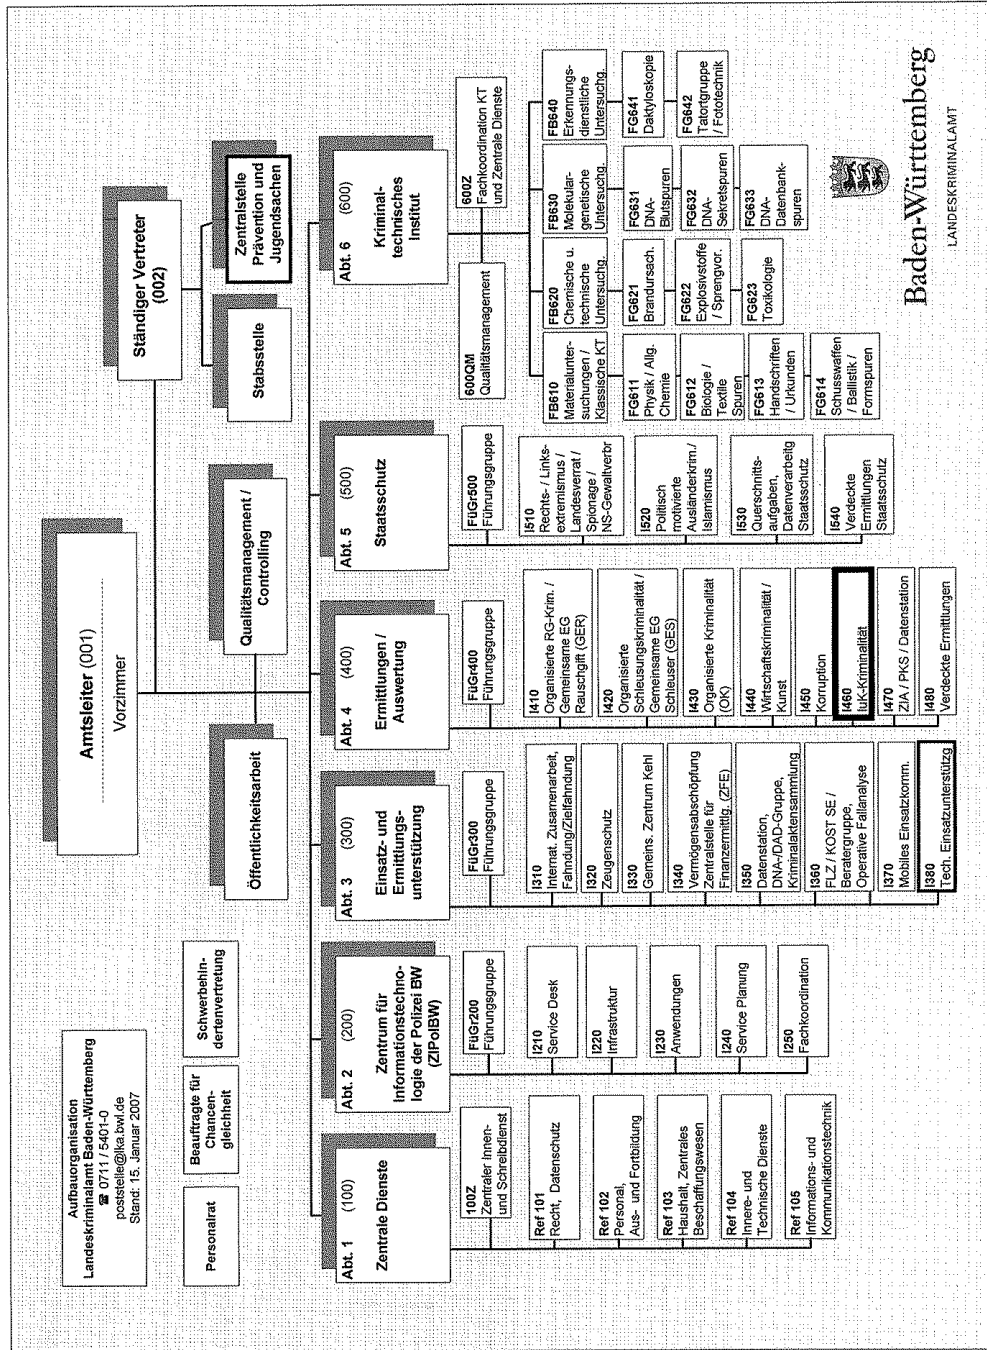 Aufbauorganisation
Landeskriminalamt Baden-Württemberg
☎ 0711 / 5401-0
poststelle@lka.bwl.de
Stand: 15. Januar 2007
Personalrat
Beauftragte für
Chancen-
gleichheit
Schwerbehin-
dertenvertretung
Amtsleiter (001)
Vorzimmer
Ständiger Vertreter
(002)
Öffentlichkeitsarbeit
Qualitätsmanagement /
Controlling
Stabsstelle
Zentralstelle
Prävention und
Jugendsachen
Abt. 1 (100)
Zentrale Dienste
100Z
Zentraler Innen-
und Schreibdienst
Ref 101
Recht, Datenschutz
Ref 102
Personal,
Aus- und Fortbildung
Ref 103
Haushalt, Zentrales
Beschaffungswesen
Ref 104
Innere- und
Technische Dienste
Ref 105
Informations- und
Kommunikationstechnik
Abt. 2 (200)
Zentrum für
Informationstechno-
logie der Polizei BW
(ZIPolBW)
FüGr200
Führungsgruppe
I210
Service Desk
I220
Infrastruktur
I230
Anwendungen
I240
Service Planung
I250
Fachkoordination
Abt. 3 (300)
Einsatz- und
Ermittlungs-
unterstützung
FüGr300
Führungsgruppe
I310
Internat. Zusamenarbeit,
Fahndung/Zielfahndung
I320
Zeugenschutz
I330
Gemeins. Zentrum Kehl
I340
Vermögensabschöpfung
Zentralstelle für
Finanzermittlg. (ZFE)
I350
Datenstation,
DNA-/DAD-Gruppe,
Kriminalaktensammlung
I360
FLZ / KOST SE /
Beratergruppe,
Operative Fallanalyse
I370
Mobiles Einsatzkomm.
I380
Tech. Einsatzunterstützg
Abt. 4 (400)
Ermittlungen /
Auswertung
FüGr400
Führungsgruppe
I410
Organisierte RG-Krim. /
Gemeinsame EG
Rauschgift (GER)
I420
Organisierte
Schleusungskriminalität /
Gemeinsame EG
Schleuser (GES)
I430
Organisierte Kriminalität
(OK)
I440
Wirtschaftskriminalität /
Kunst
I450
Korruption
I460
IuK-Kriminalität
I470
ZIA / PKS / Datenstation
I480
Verdeckte Ermittlungen
Abt. 5 (500)
Staatsschutz
FüGr500
Führungsgruppe
I510
Rechts- / Links-
extremismus /
Landesverrat /
Spionage /
NS-Gewaltverbr
I520
Politisch
motivierte
Ausländerkrim./
Islamismus
I530
Querschnitts-
aufgaben,
Datenverarbeitg
Staatsschutz
I540
Verdeckte
Ermittlungen
Staatsschutz
Abt. 6 (600)
Kriminal-
technisches
Institut
600QM
Qualitätsmanagement
600Z
Fachkoordination KT
und Zentrale Dienste
FB610
Materialunter-
suchungen /
Klassische KT
FG611
Physik / Allg.
Chemie
FG612
Biologie /
Textile
Spuren
FG613
Handschriften
/ Urkunden
FG614
Schusswaffen
/ Ballistik /
Formspuren
FB620
Chemische u.
technische
Untersuchg.
FG621
Brandursach.
FG622
Explosivstoffe
/ Sprengvor.
FG623
Toxikologie
FB630
Molekular-
genetische
Untersuchg.
FG631
DNA-
Blutspuren
FG632
DNA-
Sekretspuren
FG633
DNA-
Datenbank-
spuren
FB640
Erkennungs-
dienstliche
Untersuchg.
FG641
Daktyloskopie
FG642
Tatortgruppe
/ Fototechnik
Baden-Württemberg
LANDESKRIMINALAMT